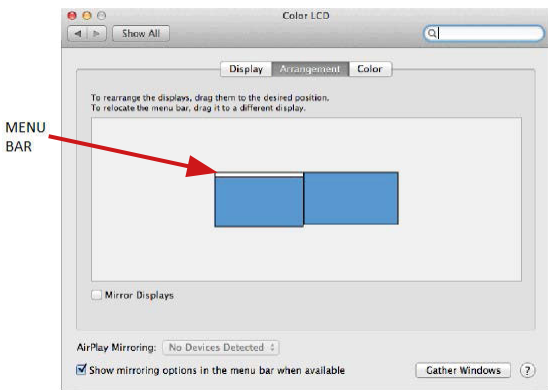 Color LCD
Show All
Display Arrangement Color
To rearrange the displays, drag them to the desired position.
To relocate the menu bar, drag it to a different display.
MENU
BAR
Mirror Displays
AirPlay Mirroring: No Devices Detected
Show mirroring options in the menu bar when available
Gather Windows ?